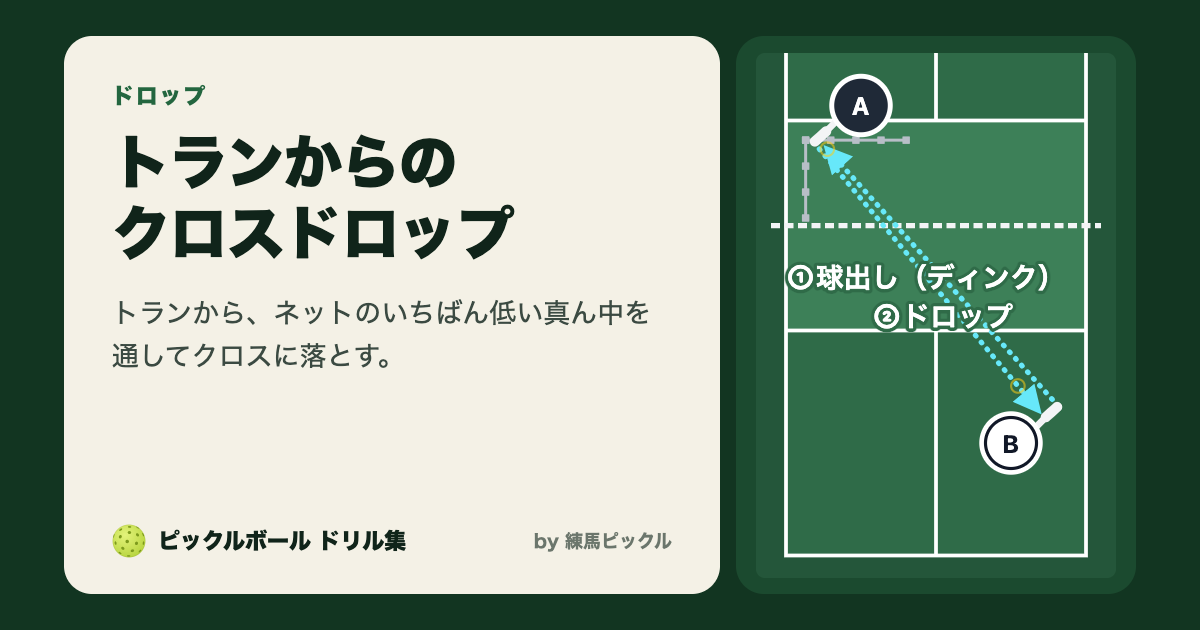 ドロップ
トランからの
クロスドロップ
トランから、ネットのいちばん低い真ん中を
通してクロスに落とす。
ピックルボール ドリル集
by 練馬ピックル
A
①球出し（ディンク）
②ドロップ
B